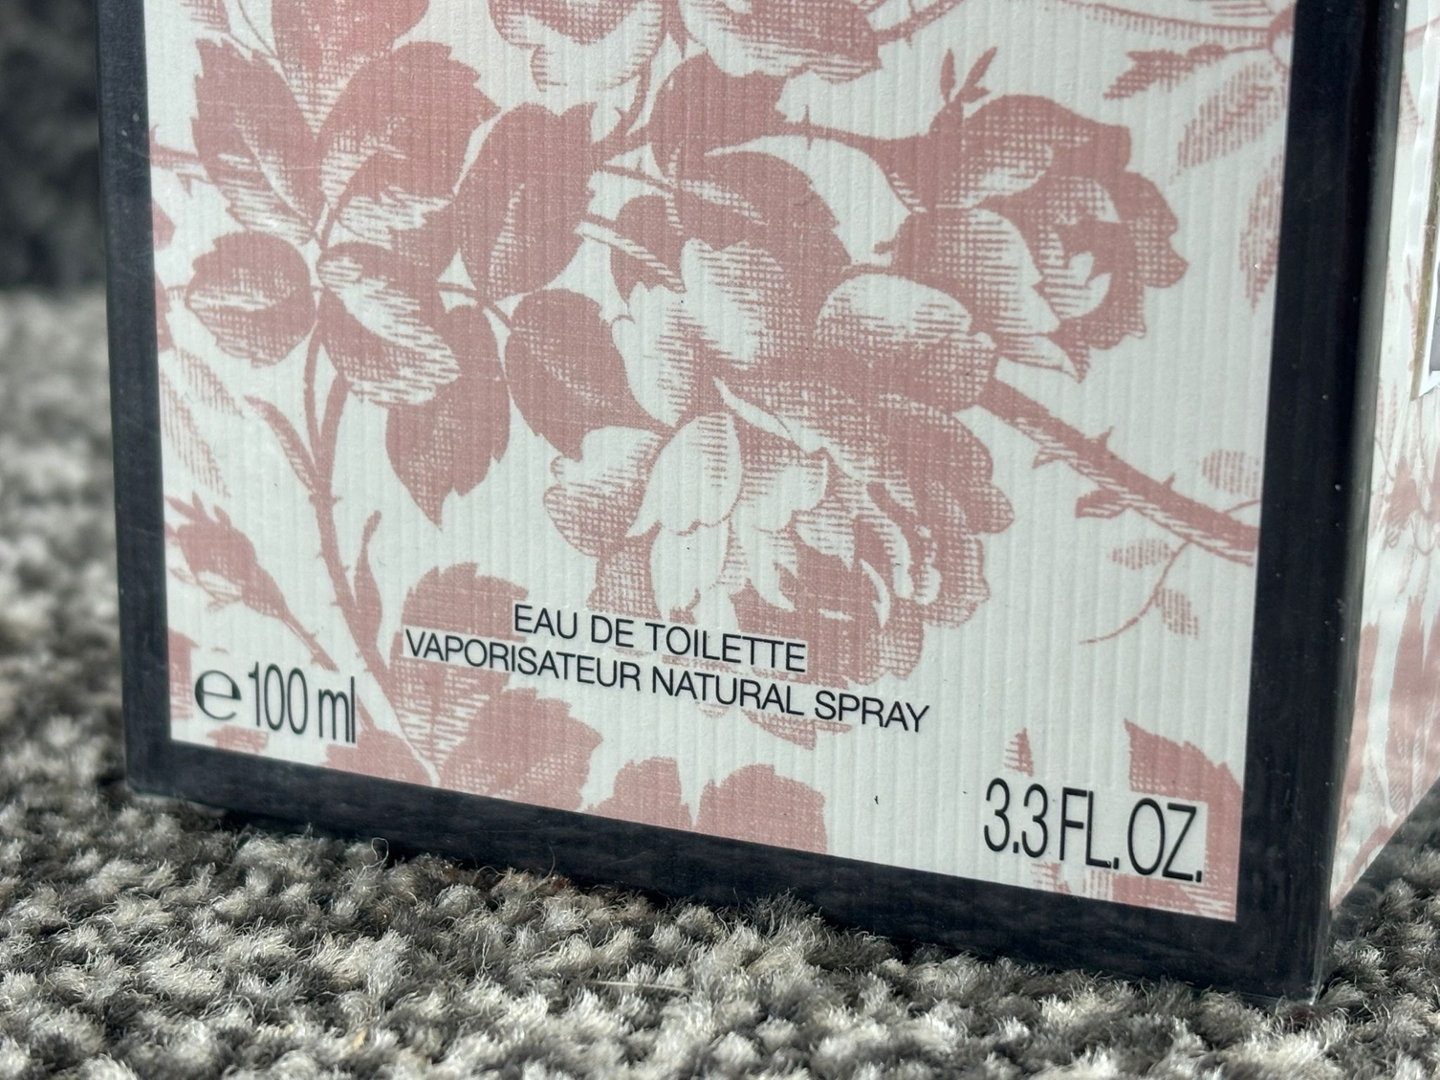 EAU DE TOILETTE
VAPORISATEUR NATURAL SPRAY
℮ 100 ml
3.3 FL. OZ.